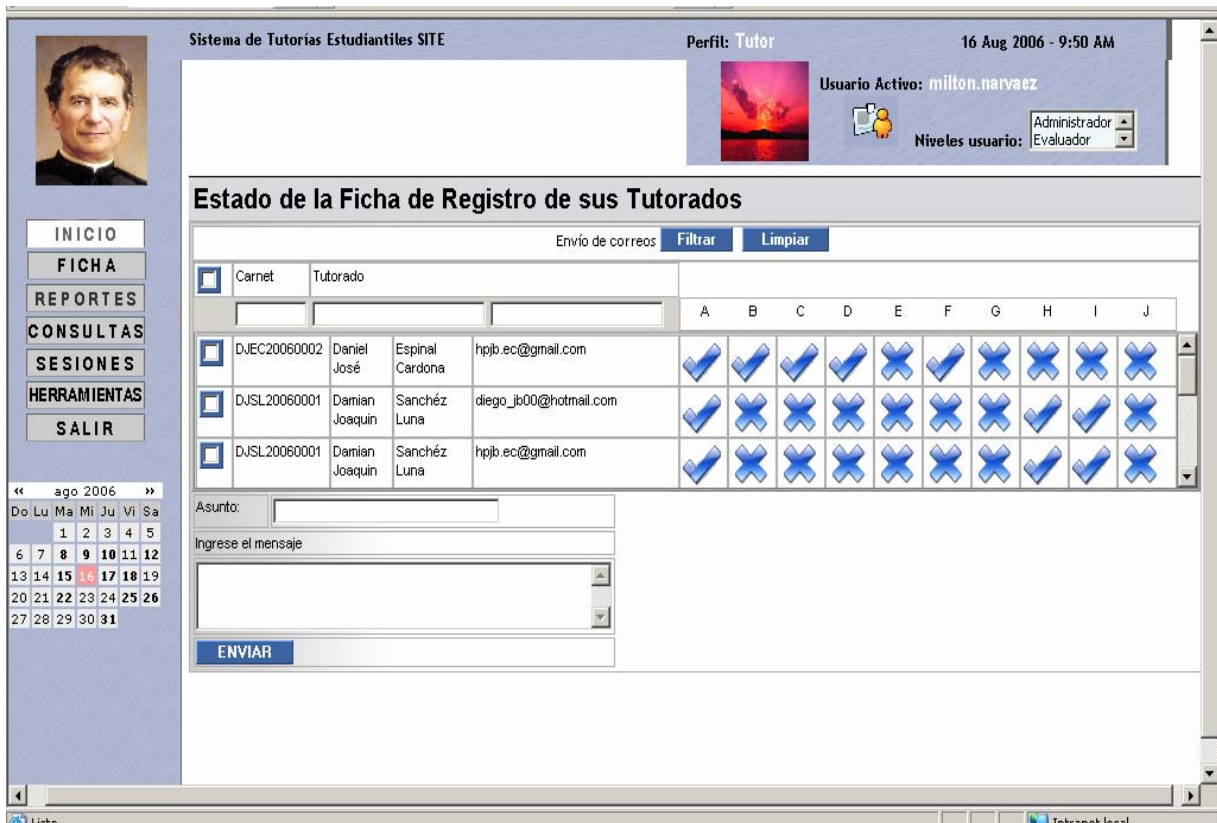 Sistema de Tutorías Estudiantiles SITE
Perfil: Tutor
16 Aug 2006 - 9:50 AM
Usuario Activo: milton.narvaez
Niveles usuario:
Administrador
Evaluador
Estado de la Ficha de Registro de sus Tutorados
INICIO
FICHA
REPORTES
CONSULTAS
SESIONES
HERRAMIENTAS
SALIR
Envío de correos Filtrar Limpiar
Carnet Tutorado
A B C D E F G H I J
DJEC20060002 Daniel Espinal hpjb.ec@gmail.com
José Cardona
DJSL20060001 Damian Sanchéz diego_jb00@hotmail.com
Joaquin Luna
DJSL20060001 Damian Sanchéz hpjb.ec@gmail.com
Joaquin Luna
‹‹ ago 2006 ››
Do Lu Ma Mi Ju Vi Sa
1 2 3 4 5
6 7 8 9 10 11 12
13 14 15 16 17 18 19
20 21 22 23 24 25 26
27 28 29 30 31
Asunto:
Ingrese el mensaje
ENVIAR
Listo
Intranet local